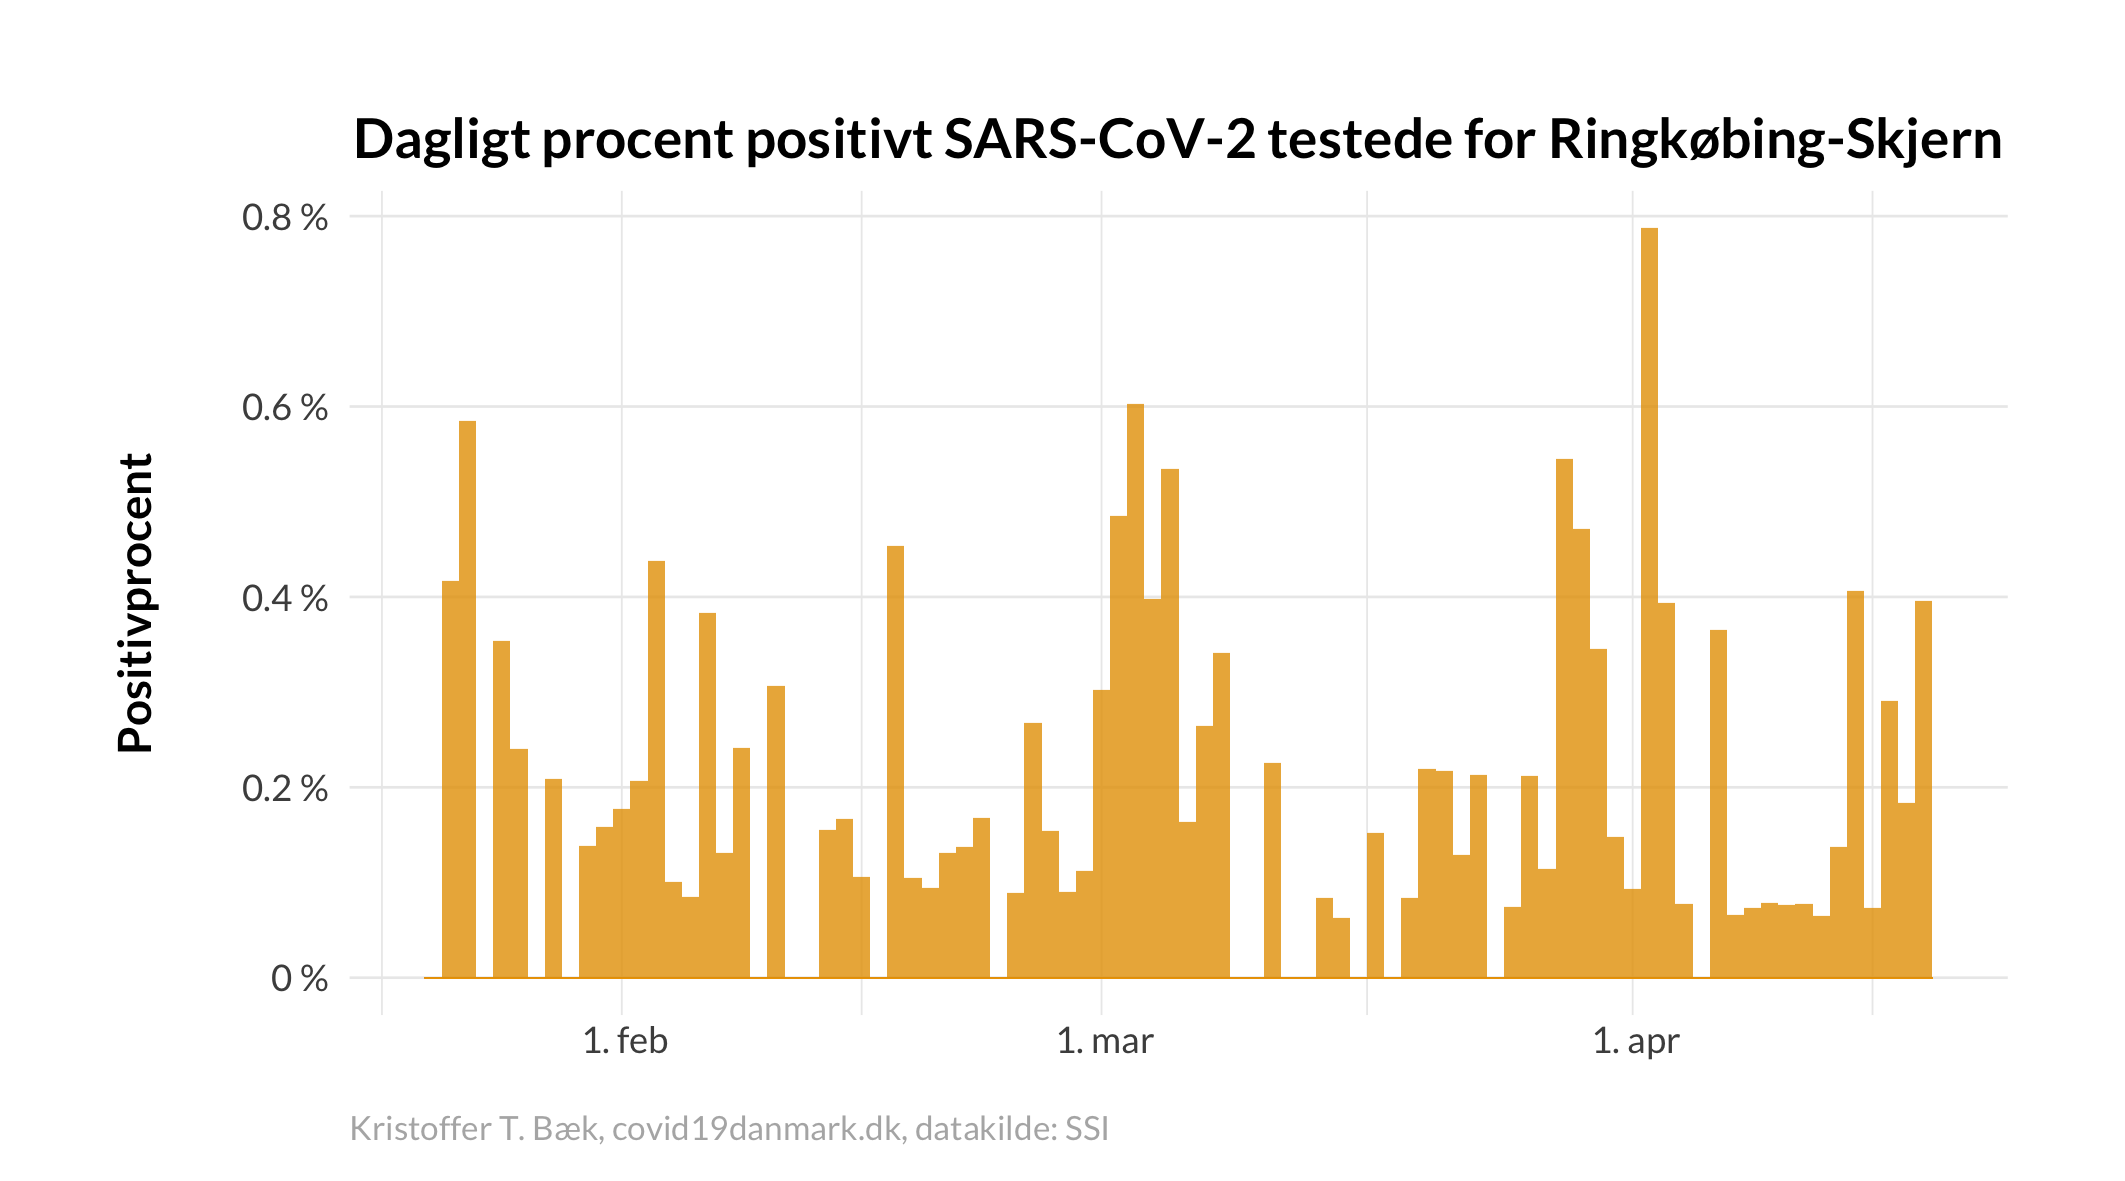 Dagligt procent positivt SARS-CoV-2 testede for Ringkøbing-Skjern
Positivprocent
0.8 %
0.6 %
0.4 %
0.2 %
0 %
1. feb
1. mar
1. apr
Kristoffer T. Bæk, covid19danmark.dk, datakilde: SSI